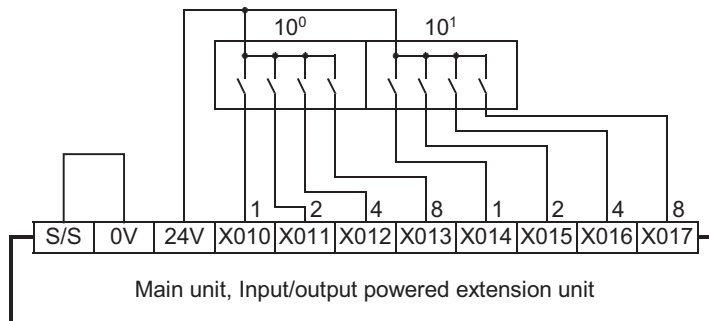 10⁰ 10¹
1 2 4 8 1 2 4 8
S/S 0V 24V X010 X011 X012 X013 X014 X015 X016 X017
Main unit, Input/output powered extension unit